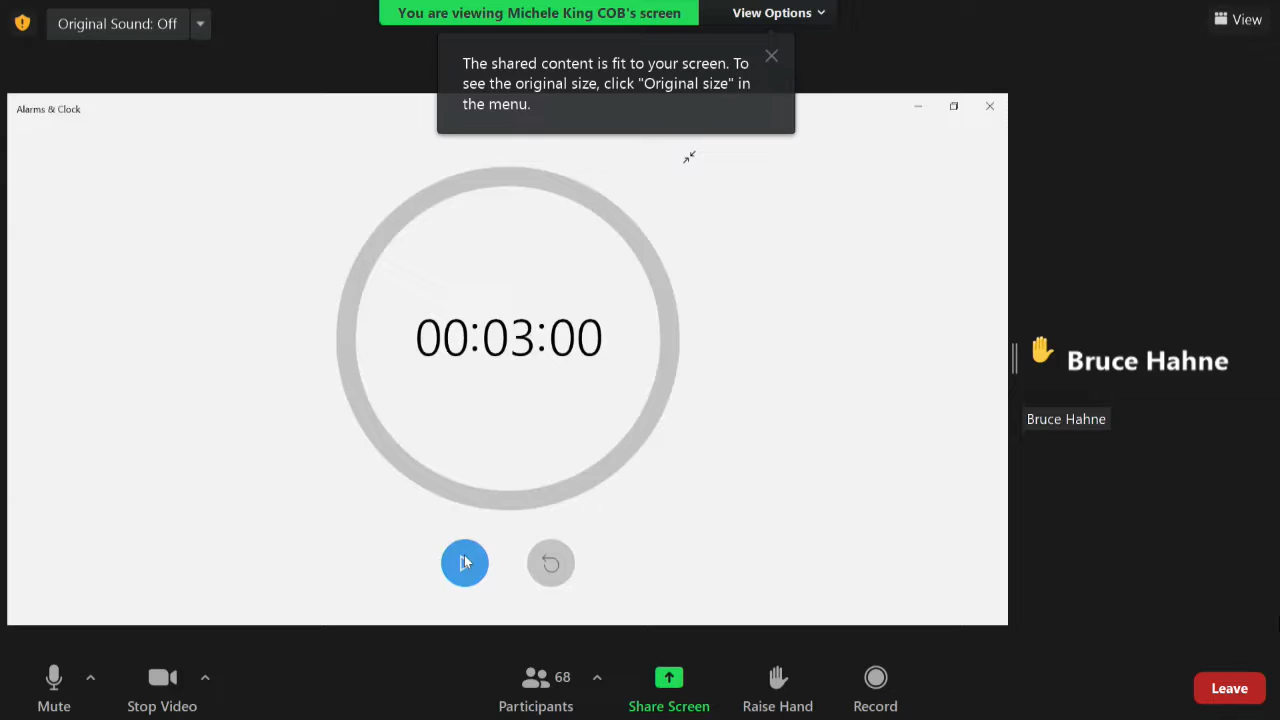 Original Sound: Off
You are viewing Michele King COB's screen
View Options
View
The shared content is fit to your screen. To
see the original size, click "Original size" in
the menu.
Alarms & Clock
00:03:00
Bruce Hahne
Bruce Hahne
Mute
Stop Video
68
Participants
Share Screen
Raise Hand
Record
Leave